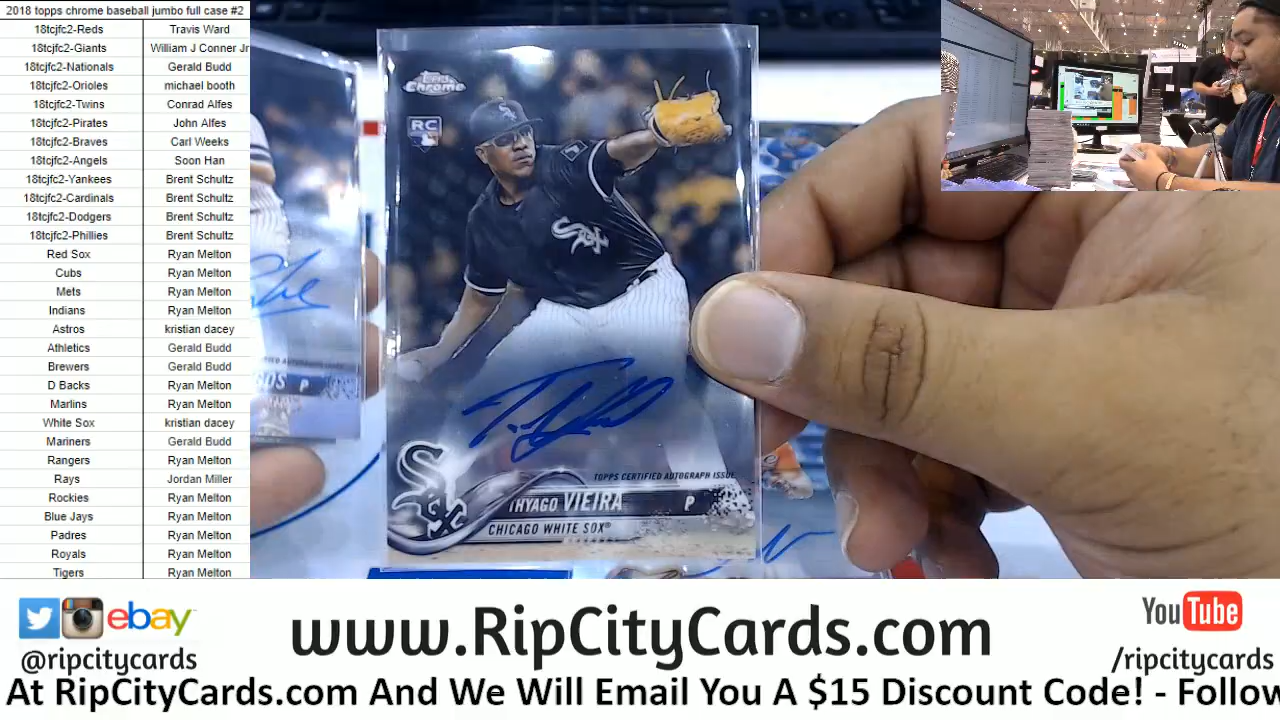 2018 topps chrome baseball jumbo full case #2
18tcjfc2-Reds Travis Ward
18tcjfc2-Giants William J Conner Jr
18tcjfc2-Nationals Gerald Budd
18tcjfc2-Orioles michael booth
18tcjfc2-Twins Conrad Alfes
18tcjfc2-Pirates John Alfes
18tcjfc2-Braves Carl Weeks
18tcjfc2-Angels Soon Han
18tcjfc2-Yankees Brent Schultz
18tcjfc2-Cardinals Brent Schultz
18tcjfc2-Dodgers Brent Schultz
18tcjfc2-Phillies Brent Schultz
Red Sox Ryan Melton
Cubs Ryan Melton
Mets Ryan Melton
Indians Ryan Melton
Astros kristian dacey
Athletics Gerald Budd
Brewers Gerald Budd
D Backs Ryan Melton
Marlins Ryan Melton
White Sox kristian dacey
Mariners Gerald Budd
Rangers Ryan Melton
Rays Jordan Miller
Rockies Ryan Melton
Blue Jays Ryan Melton
Padres Ryan Melton
Royals Ryan Melton
Tigers Ryan Melton
Topps Chrome
RC
Sox
TOPPS CERTIFIED AUTOGRAPH ISSUE
THYAGO VIEIRA P
CHICAGO WHITE SOX®
ebay
@ripcitycards
www.RipCityCards.com
YouTube
/ripcitycards
At RipCityCards.com And We Will Email You A $15 Discount Code! - Follow